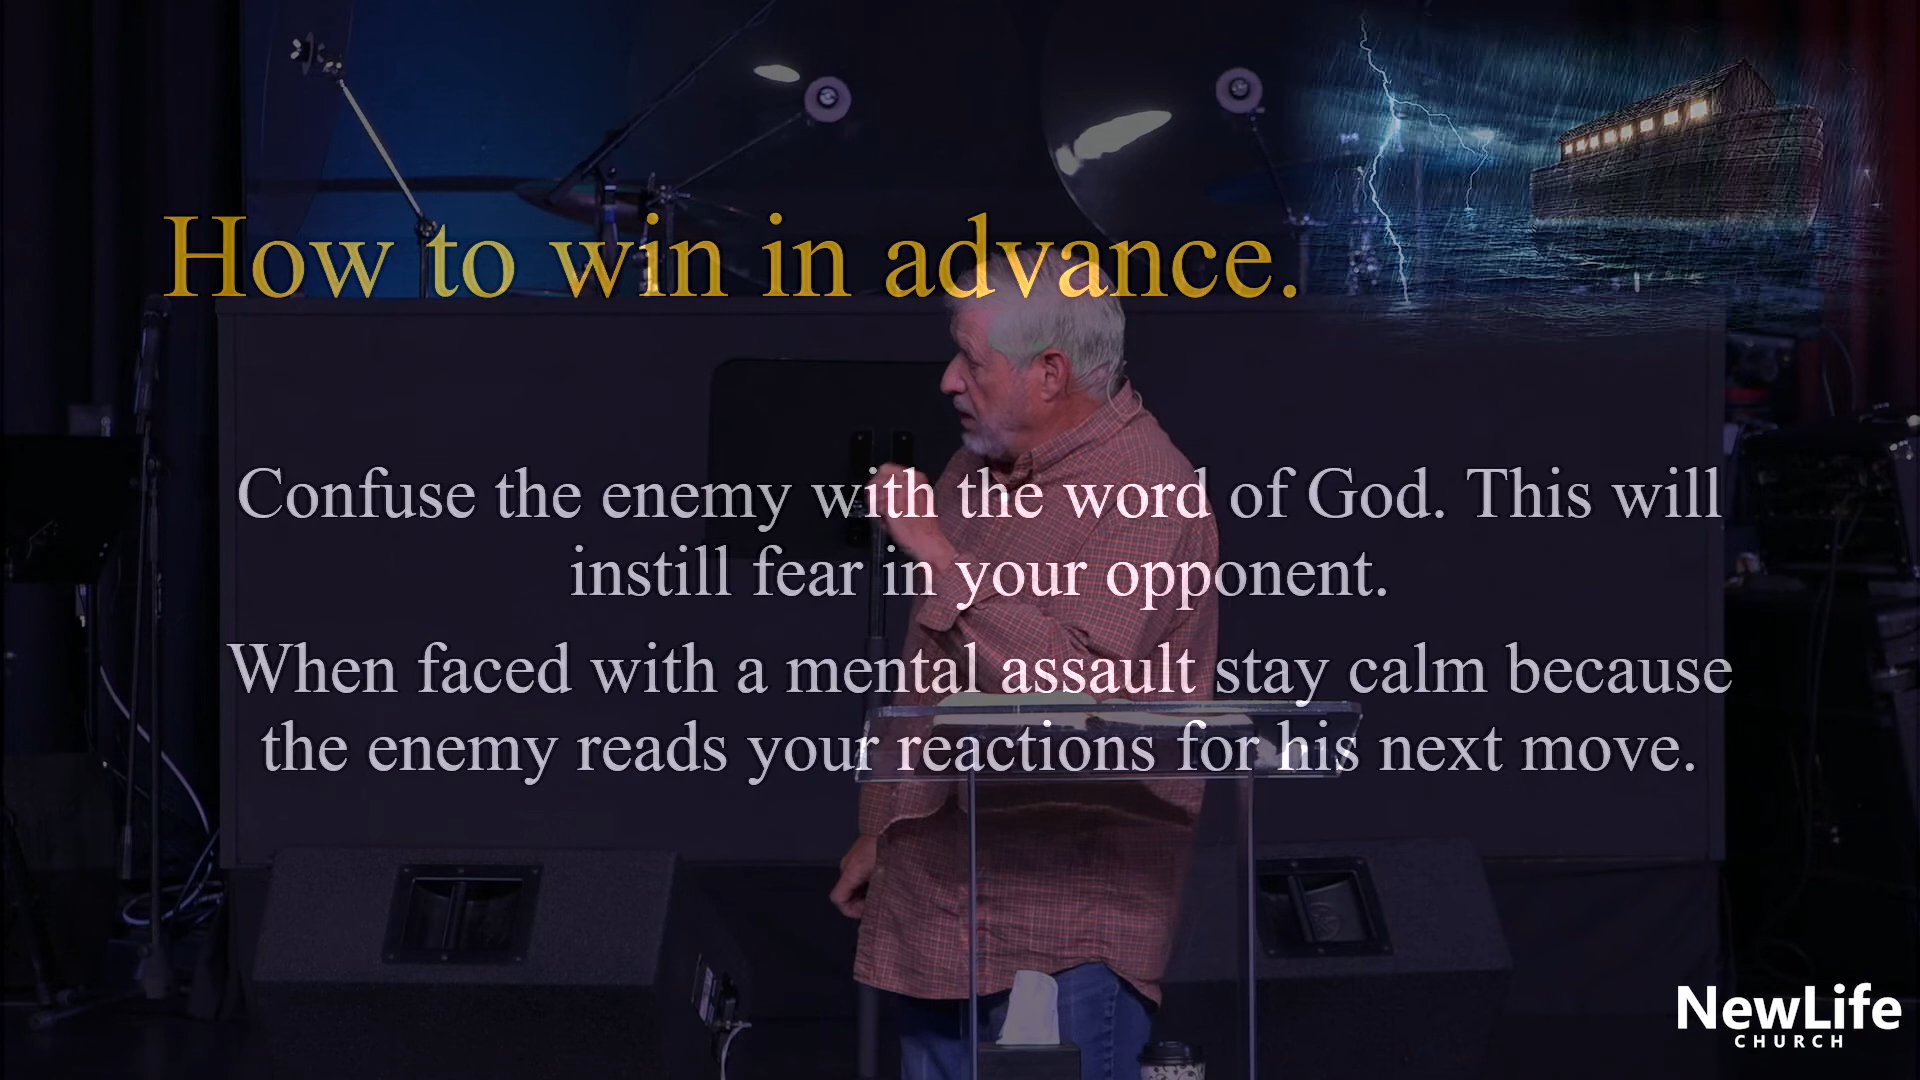 How to win in advance.
Confuse the enemy with the word of God. This will
instill fear in your opponent.
When faced with a mental assault stay calm because
the enemy reads your reactions for his next move.
NewLife
CHURCH